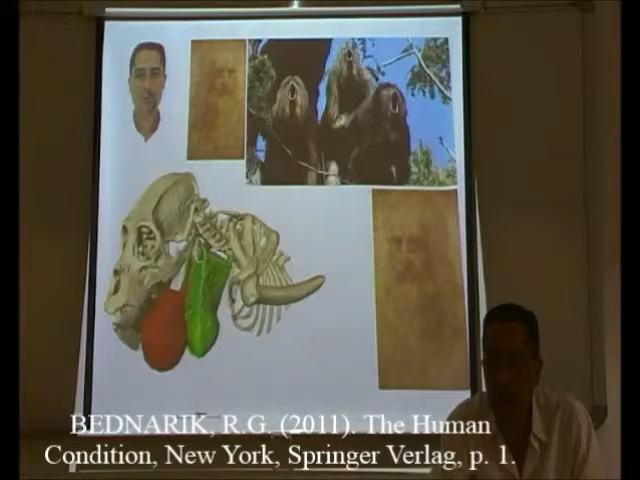 BEDNARIK, R.G. (2011). The Human
Condition, New York, Springer Verlag, p. 1.